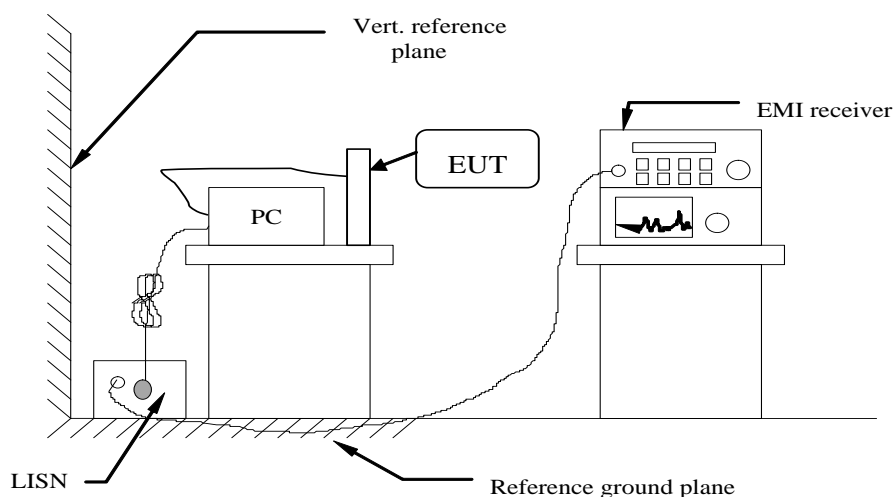 Vert. reference
plane
EMI receiver
EUT
PC
LISN
Reference ground plane